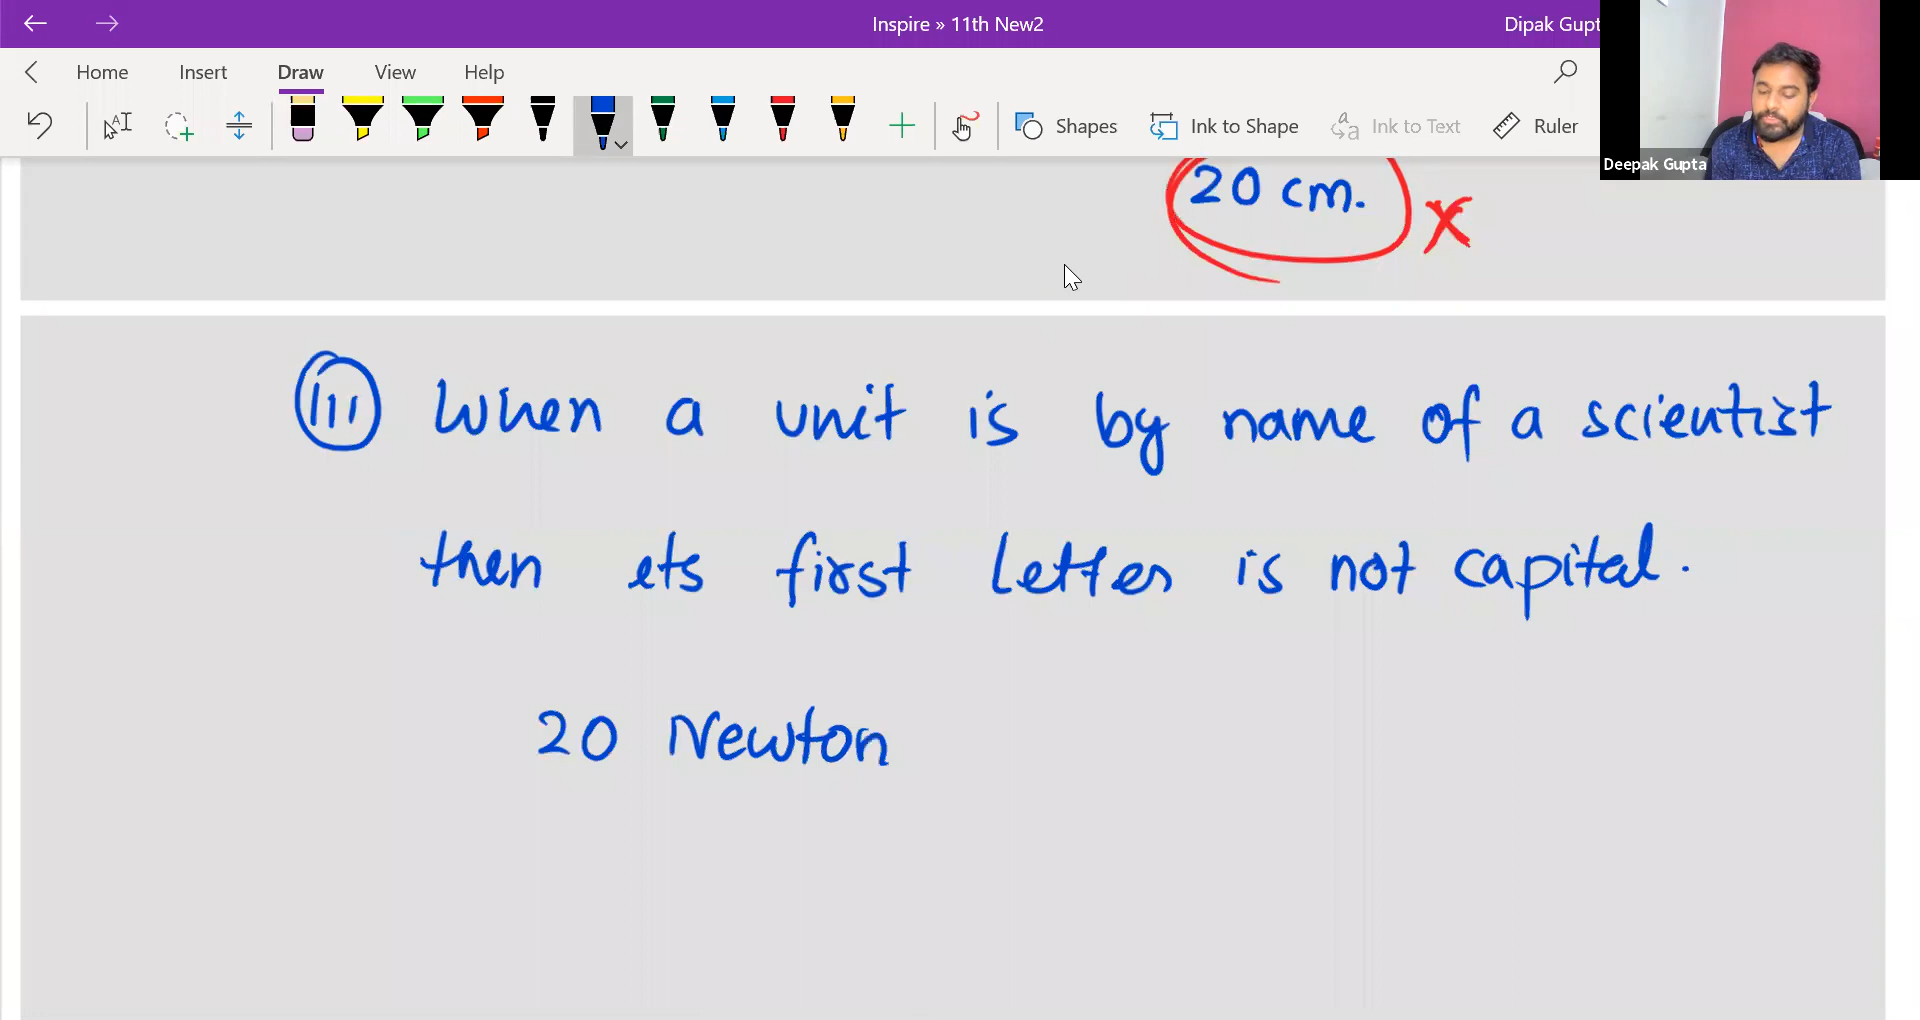 Inspire » 11th New2
Dipak Gupt
Home Insert Draw View Help
Shapes Ink to Shape Ink to Text Ruler
Deepak Gupta
20 cm. X
(iii) When a unit is by name of a scientist
then its first Letter is not capital.
20 Newton